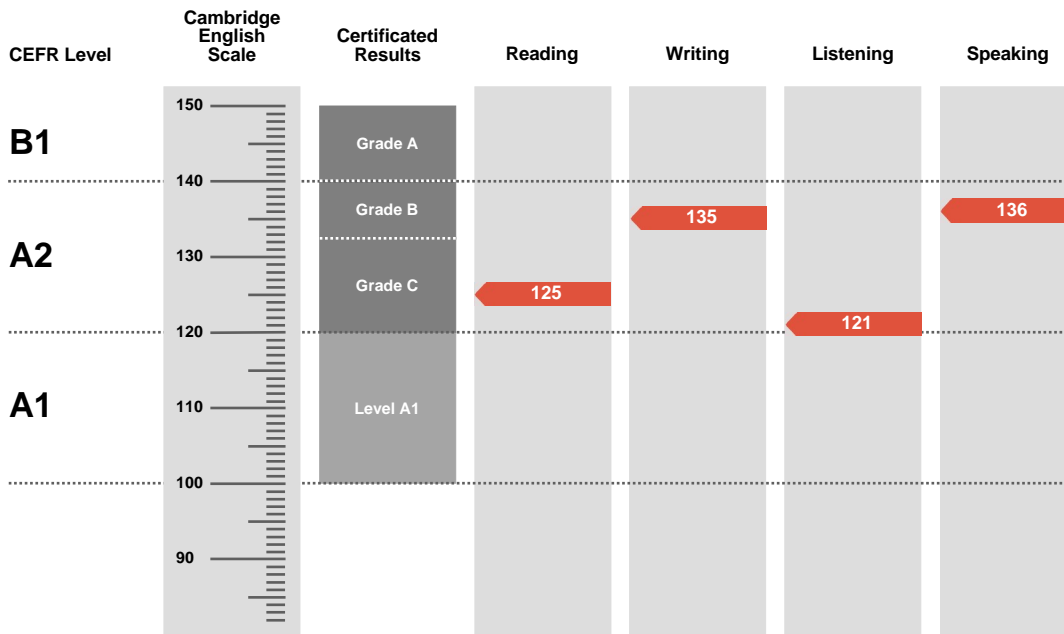 CEFR Level
Cambridge
English
Scale
Certificated
Results
Reading
Writing
Listening
Speaking
150
B1
Grade A
140
Grade B
135
136
A2
130
Grade C
125
120
121
A1
110
Level A1
100
90